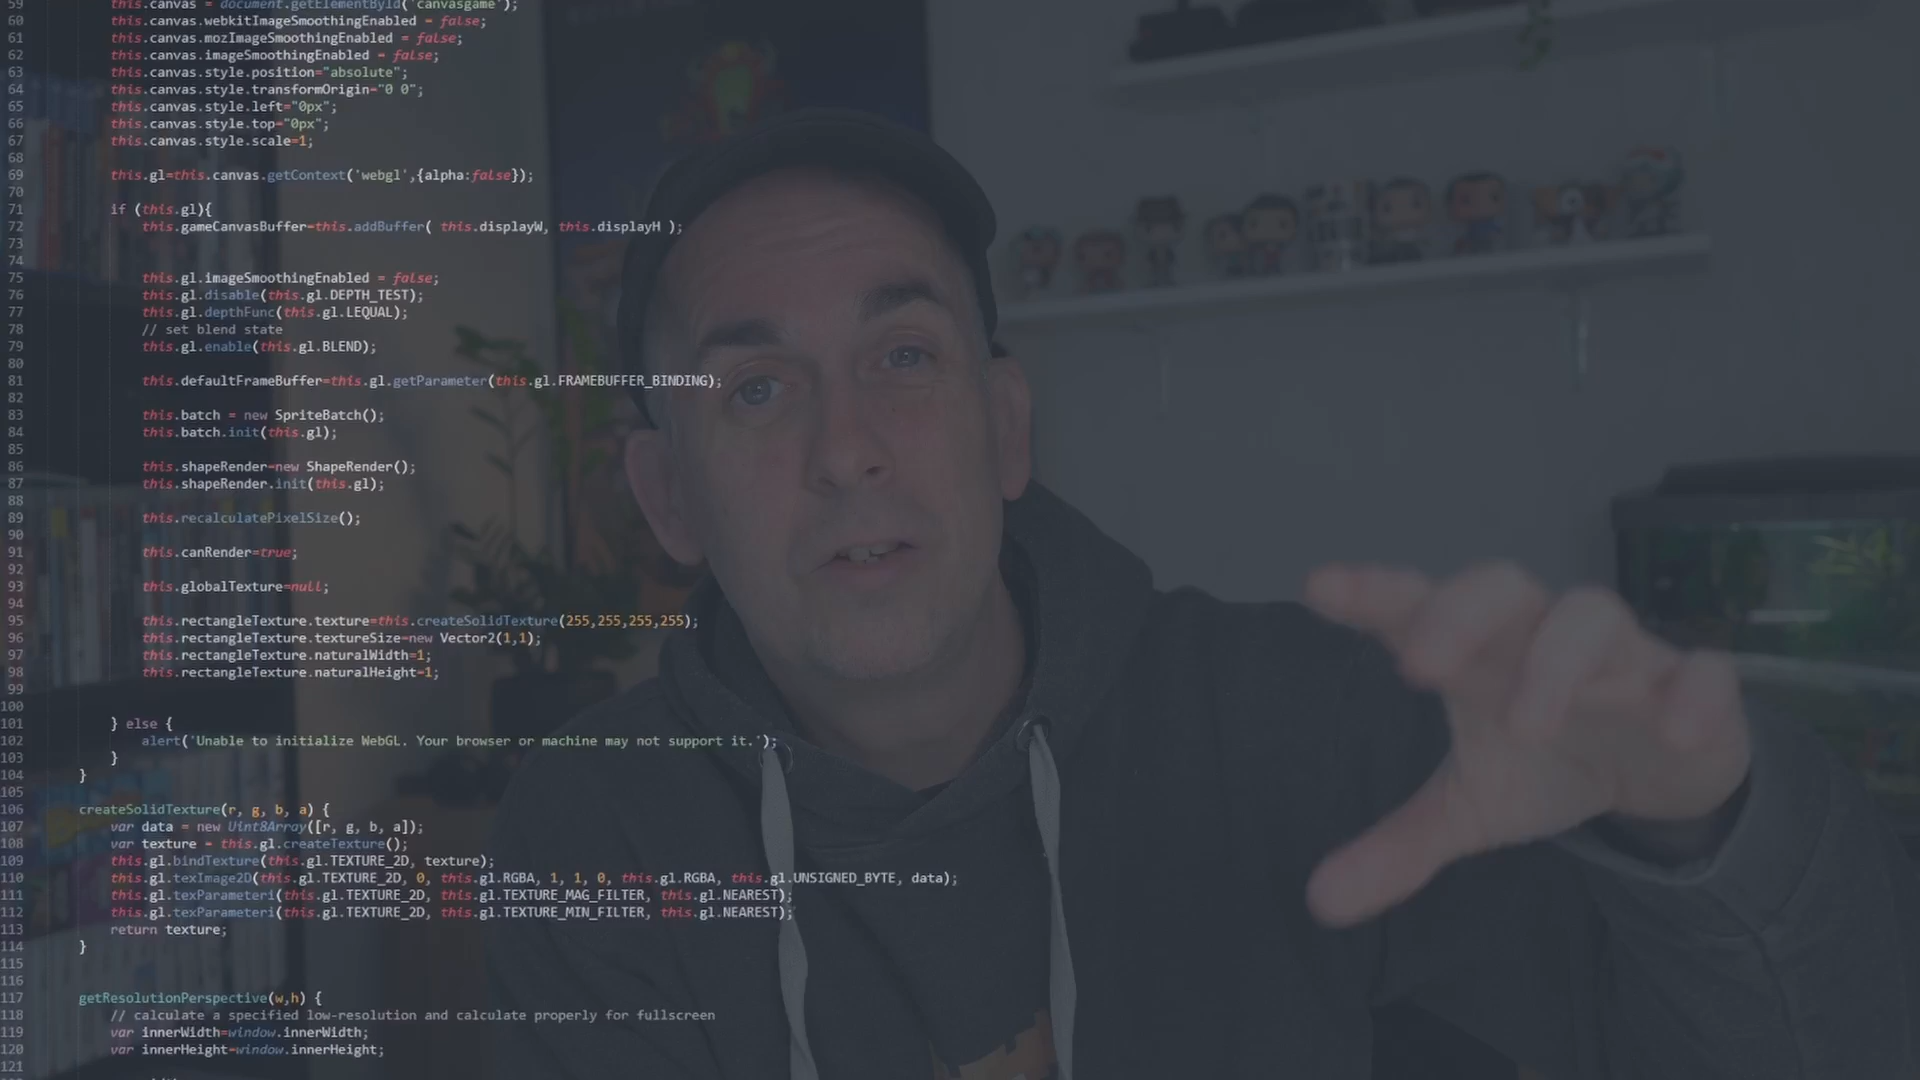 59 this.canvas = document.getElementById('canvasgame');
60 this.canvas.webkitImageSmoothingEnabled = false;
61 this.canvas.mozImageSmoothingEnabled = false;
62 this.canvas.imageSmoothingEnabled = false;
63 this.canvas.style.position="absolute";
64 this.canvas.style.transformOrigin="0 0";
65 this.canvas.style.left="0px";
66 this.canvas.style.top="0px";
67 this.canvas.style.scale=1;
68
69 this.gl=this.canvas.getContext('webgl',{alpha:false});
70
71 if (this.gl){
72 this.gameCanvasBuffer=this.addBuffer( this.displayW, this.displayH );
73
74
75 this.gl.imageSmoothingEnabled = false;
76 this.gl.disable(this.gl.DEPTH_TEST);
77 this.gl.depthFunc(this.gl.LEQUAL);
78 // set blend state
79 this.gl.enable(this.gl.BLEND);
80
81 this.defaultFrameBuffer=this.gl.getParameter(this.gl.FRAMEBUFFER_BINDING);
82
83 this.batch = new SpriteBatch();
84 this.batch.init(this.gl);
85
86 this.shapeRender=new ShapeRender();
87 this.shapeRender.init(this.gl);
88
89 this.recalculatePixelSize();
90
91 this.canRender=true;
92
93 this.globalTexture=null;
94
95 this.rectangleTexture.texture=this.createSolidTexture(255,255,255,255);
96 this.rectangleTexture.textureSize=new Vector2(1,1);
97 this.rectangleTexture.naturalWidth=1;
98 this.rectangleTexture.naturalHeight=1;
99
100
101 } else {
102 alert('Unable to initialize WebGL. Your browser or machine may not support it.');
103 }
104 }
105
106 createSolidTexture(r, g, b, a) {
107 var data = new Uint8Array([r, g, b, a]);
108 var texture = this.gl.createTexture();
109 this.gl.bindTexture(this.gl.TEXTURE_2D, texture);
110 this.gl.texImage2D(this.gl.TEXTURE_2D, 0, this.gl.RGBA, 1, 1, 0, this.gl.RGBA, this.gl.UNSIGNED_BYTE, data);
111 this.gl.texParameteri(this.gl.TEXTURE_2D, this.gl.TEXTURE_MAG_FILTER, this.gl.NEAREST);
112 this.gl.texParameteri(this.gl.TEXTURE_2D, this.gl.TEXTURE_MIN_FILTER, this.gl.NEAREST);
113 return texture;
114 }
115
116
117 getResolutionPerspective(w,h) {
118 // calculate a specified low-resolution and calculate properly for fullscreen
119 var innerWidth=window.innerWidth;
120 var innerHeight=window.innerHeight;
121